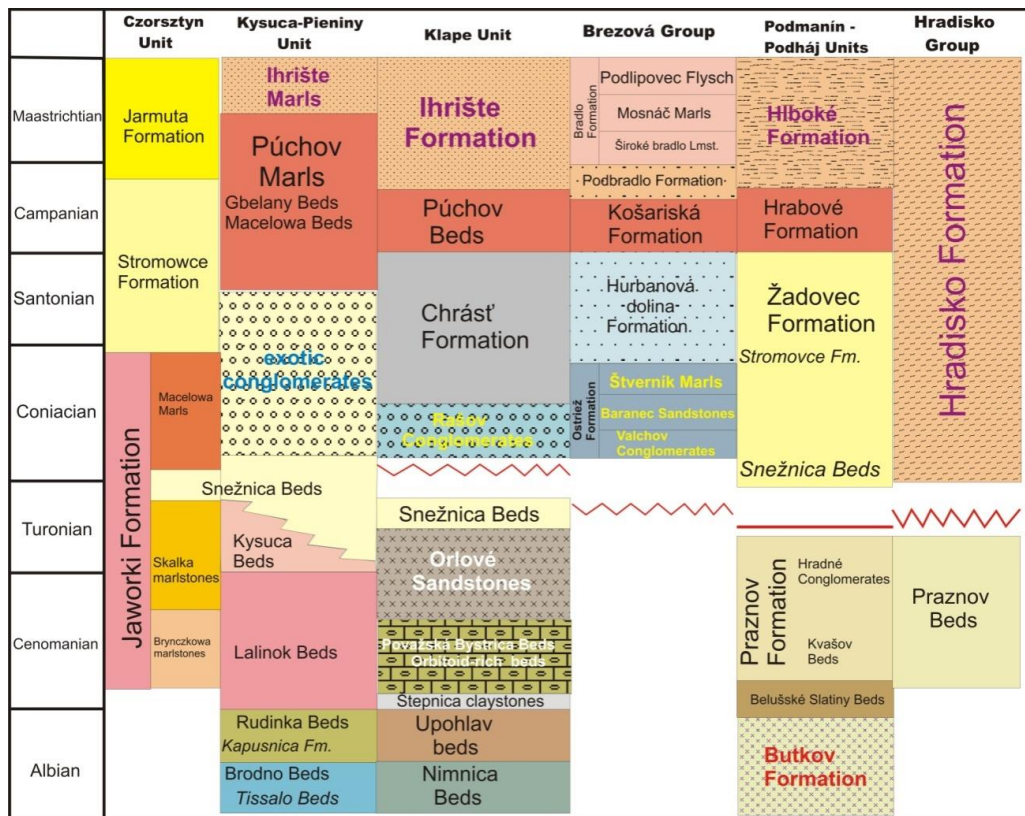 Czorsztyn
Unit
Kysuca-Pieniny
Unit
Klape Unit
Brezová Group
Podmanín -
Podháj Units
Hradisko
Group
Maastrichtian
Campanian
Santonian
Coniacian
Turonian
Cenomanian
Albian
Jarmuta
Formation
Stromowce
Formation
Jaworki Formation
Macelowa
Marls
Skalka
marlstones
Brynczkowa
marlstones
Ihrište
Marls
Púchov
Marls
Gbelany Beds
Macelowa Beds
exotic
conglomerates
Snežnica Beds
Kysuca
Beds
Lalinok Beds
Rudinka Beds
Kapusnica Fm.
Brodno Beds
Tissalo Beds
Ihrište
Formation
Púchov
Beds
Chrásť
Formation
Rašov
Conglomerates
Snežnica Beds
Orlové
Sandstones
Považská Bystrica Beds
Orbitoid-rich beds
Štepnica claystones
Upohlav
beds
Nimnica
Beds
Bradlo
Formation
Podlipovec Flysch
Mosnáč Marls
Široké bradlo Lmst.
Podbradlo Formation
Košariská
Formation
Hurbanová
dolina
Formation
Ostriež
Formation
Štverník Marls
Baranec Sandstones
Valchov
Conglomerates
Hlboké
Formation
Hrabové
Formation
Žadovec
Formation
Stromovce Fm.
Snežnica Beds
Praznov
Formation
Hradné
Conglomerates
Kvašov
Beds
Belušské Slatiny Beds
Butkov
Formation
Hradisko Formation
Praznov
Beds